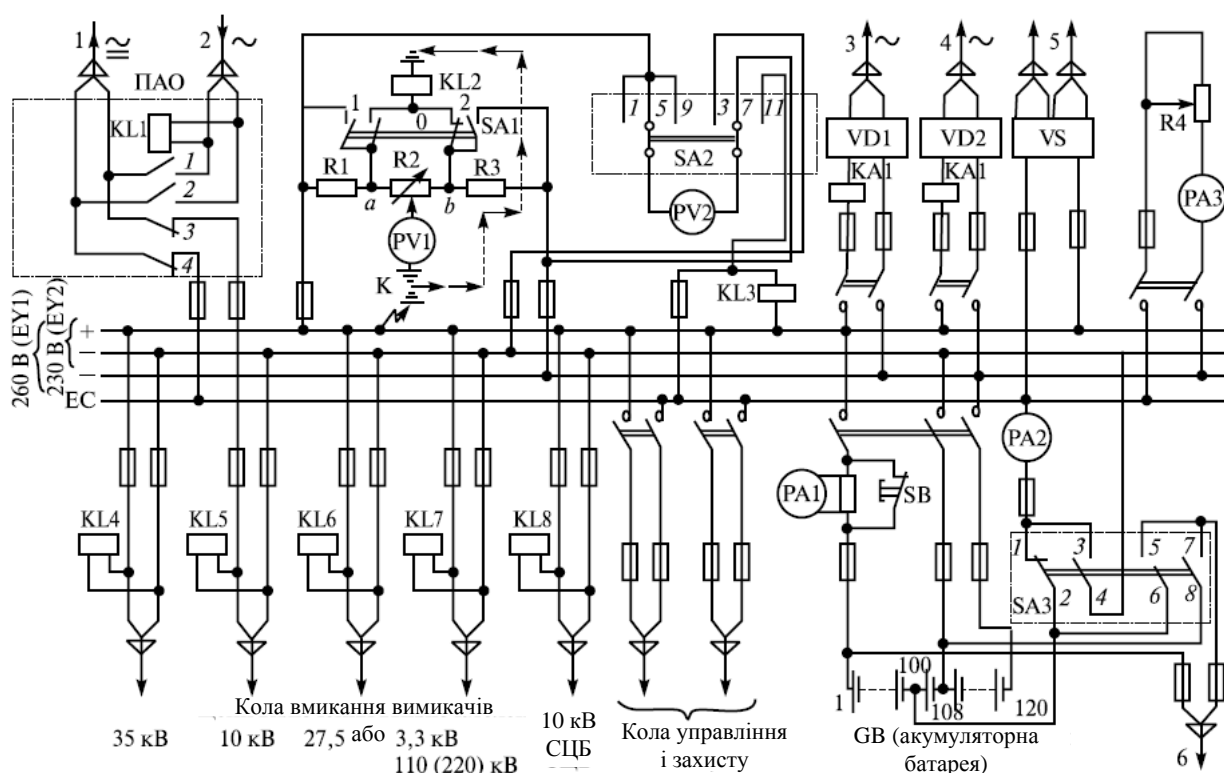 1
2
ПАО
KL1
1
2
3
4
KL2
1
0
2
SA1
R1
R2
R3
a
b
PV1
K
1
5
9
3
7
11
SA2
PV2
KL3
3
4
5
VD1
VD2
VS
KA1
KA1
R4
PA3
260 В (EY1)
230 В (EY2)
+
–
–
EC
PA2
PA1
SB
KL4
KL5
KL6
KL7
KL8
1
3
5
7
2
4
6
8
SA3
100
1
108
120
Кола вмикання вимикачів
35 кВ
10 кВ
27,5
або
3,3 кВ
110 (220) кВ
10 кВ
СЦБ
Кола управління
і захисту
GB (акумуляторна
батарея)
6